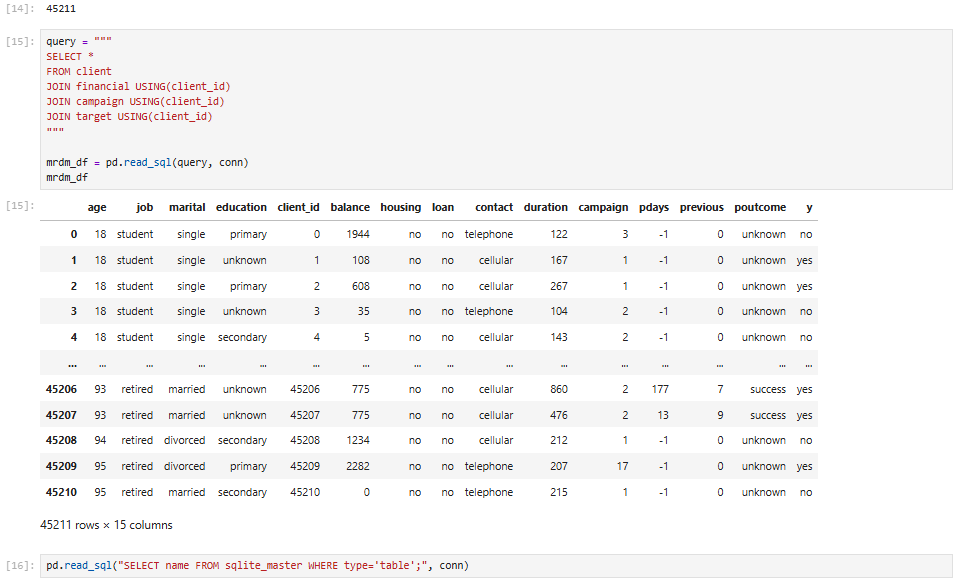 [14]: 45211
[15]: query = """
SELECT *
FROM client
JOIN financial USING(client_id)
JOIN campaign USING(client_id)
JOIN target USING(client_id)
"""
mrdm_df = pd.read_sql(query, conn)
mrdm_df
[15]: age job marital education client_id balance housing loan contact duration campaign pdays previous poutcome y
0 18 student single primary 0 1944 no no telephone 122 3 -1 0 unknown no
1 18 student single unknown 1 108 no no cellular 167 1 -1 0 unknown yes
2 18 student single primary 2 608 no no cellular 267 1 -1 0 unknown yes
3 18 student single unknown 3 35 no no telephone 104 2 -1 0 unknown no
4 18 student single secondary 4 5 no no cellular 143 2 -1 0 unknown no
... ... ... ... ... ... ... ... ... ... ... ... ... ... ... ...
45206 93 retired married unknown 45206 775 no no cellular 860 2 177 7 success yes
45207 93 retired married unknown 45207 775 no no cellular 476 2 13 9 success yes
45208 94 retired divorced secondary 45208 1234 no no cellular 212 1 -1 0 unknown no
45209 95 retired divorced primary 45209 2282 no no telephone 207 17 -1 0 unknown yes
45210 95 retired married secondary 45210 0 no no telephone 215 1 -1 0 unknown no
45211 rows × 15 columns
[16]: pd.read_sql("SELECT name FROM sqlite_master WHERE type='table';", conn)